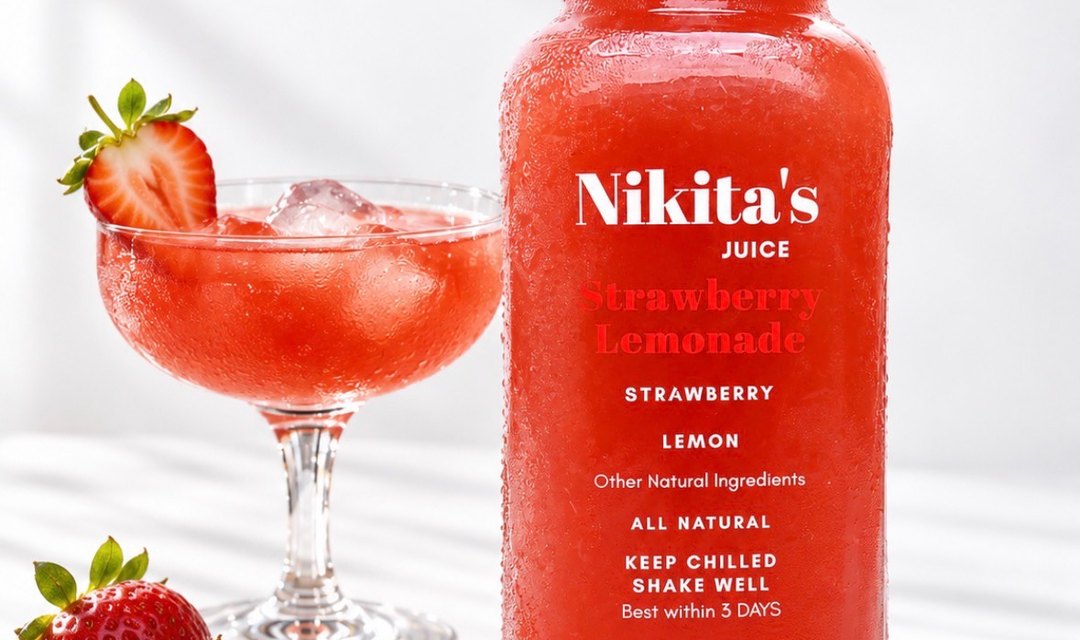 Nikita's
JUICE
Strawberry
Lemonade
STRAWBERRY
LEMON
Other Natural Ingredients
ALL NATURAL
KEEP CHILLED
SHAKE WELL
Best within 3 DAYS